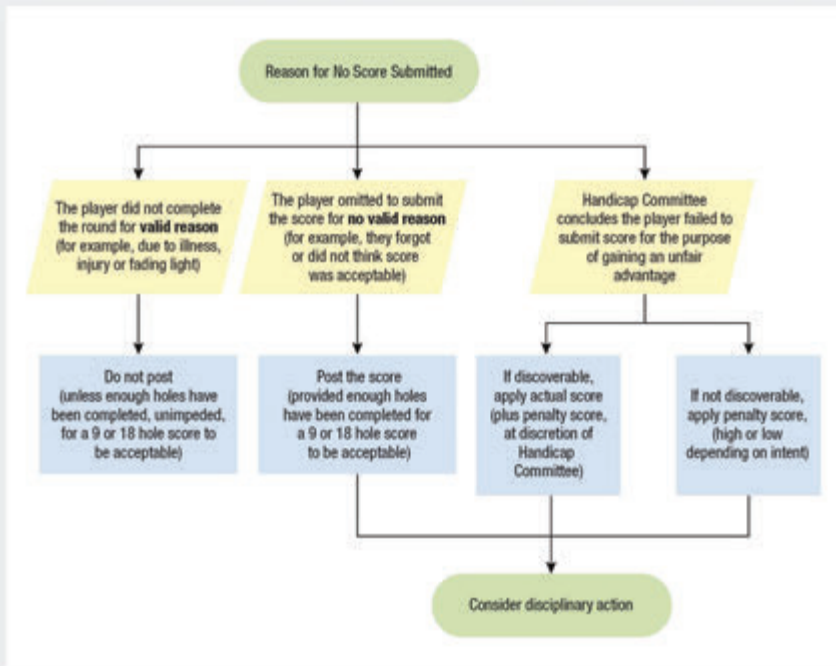 Reason for No Score Submitted
The player did not complete
the round for valid reason
(for example, due to illness,
injury or fading light)
The player omitted to submit
the score for no valid reason
(for example, they forgot
or did not think score
was acceptable)
Handicap Committee
concludes the player failed to
submit score for the purpose
of gaining an unfair
advantage
Do not post
(unless enough holes have
been completed, unimpeded,
for a 9 or 18 hole score to
be acceptable)
Post the score
(provided enough holes
have been completed for
a 9 or 18 hole score
to be acceptable)
If discoverable,
apply actual score
(plus penalty score,
at discretion of
Handicap
Committee)
If not discoverable,
apply penalty score,
(high or low
depending on intent)
Consider disciplinary action